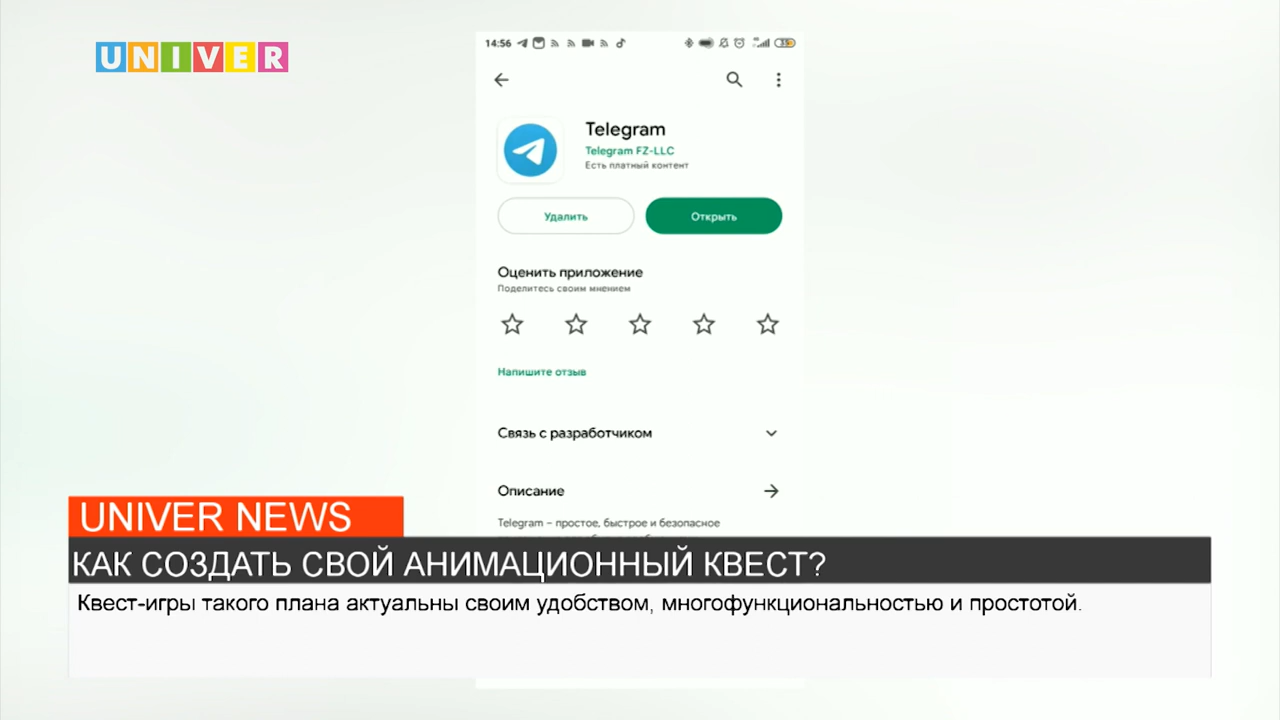 UNIVER
14:56
Telegram
Telegram FZ-LLC
Есть платный контент
Удалить
Открыть
Оценить приложение
Поделитесь своим мнением
Напишите отзыв
Связь с разработчиком
Описание
Telegram – простое, быстрое и безопасное
UNIVER NEWS
КАК СОЗДАТЬ СВОЙ АНИМАЦИОННЫЙ КВЕСТ?
Квест-игры такого плана актуальны своим удобством, многофункциональностью и простотой.